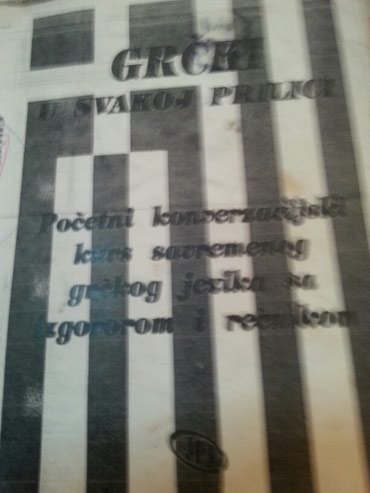 GRČKI
U SVAKOJ PRILICI
Početni konverzacijski
kurs savremenog
grčkog jezika sa
izgovorom i rečnikom